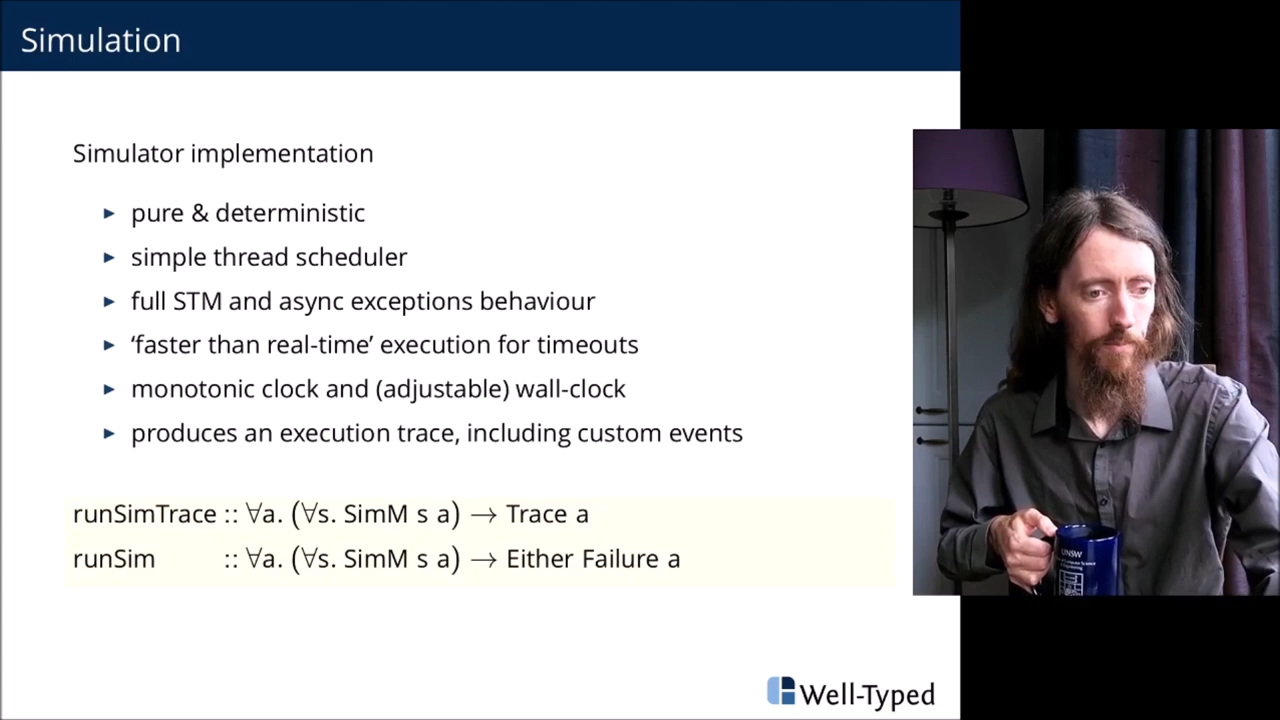 Simulation
Simulator implementation
▸ pure & deterministic
▸ simple thread scheduler
▸ full STM and async exceptions behaviour
▸ ‘faster than real-time’ execution for timeouts
▸ monotonic clock and (adjustable) wall-clock
▸ produces an execution trace, including custom events
runSimTrace :: ∀a. (∀s. SimM s a) → Trace a
runSim :: ∀a. (∀s. SimM s a) → Either Failure a
UNSW
Well-Typed